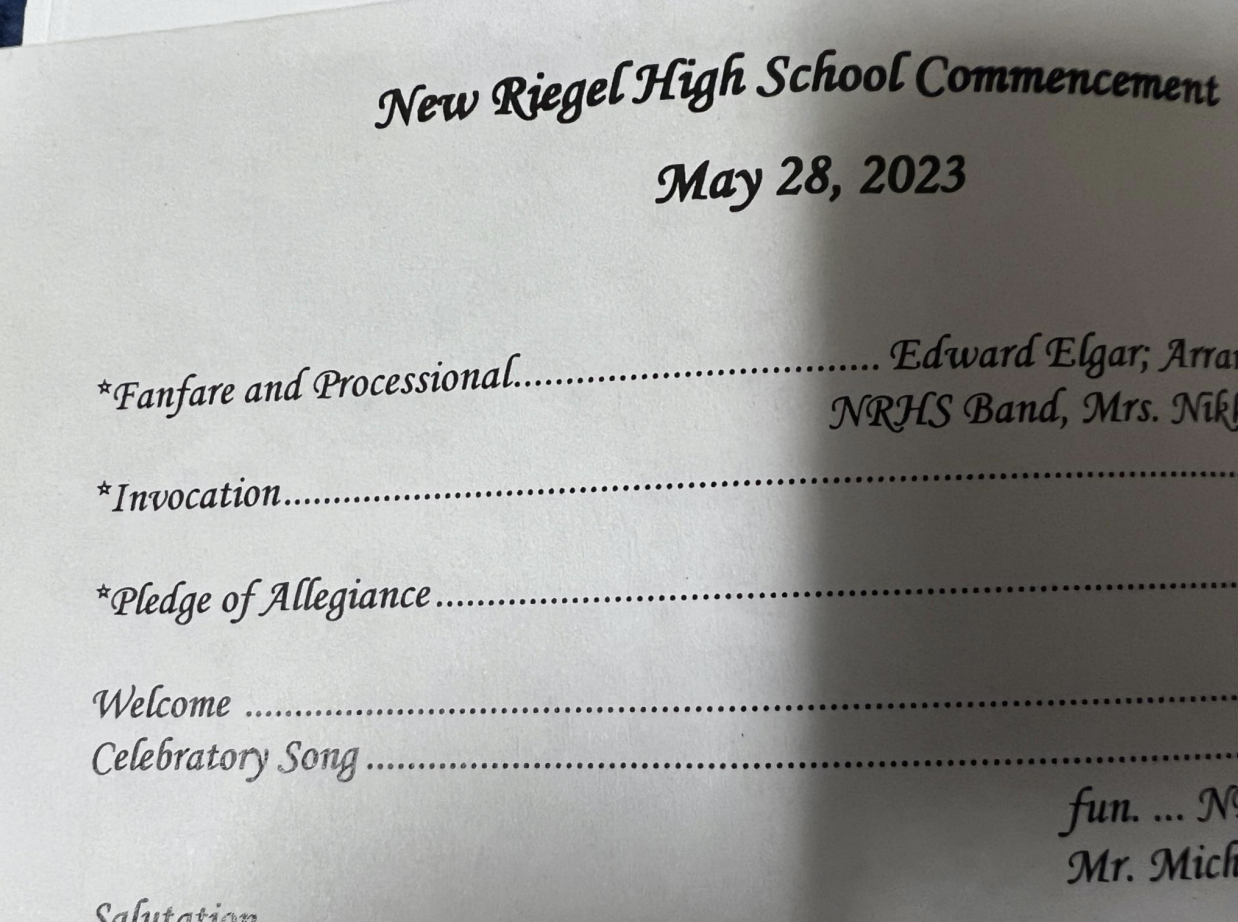 New Riegel High School Commencement
May 28, 2023
*Fanfare and Processional.............................. Edward Elgar;
NRHS Band, Mrs.
*Invocation........................................................................
*Pledge of Allegiance............................................................
Welcome ............................................................................
Celebratory Song................................................................
fun. ...
Mr.
Salutation